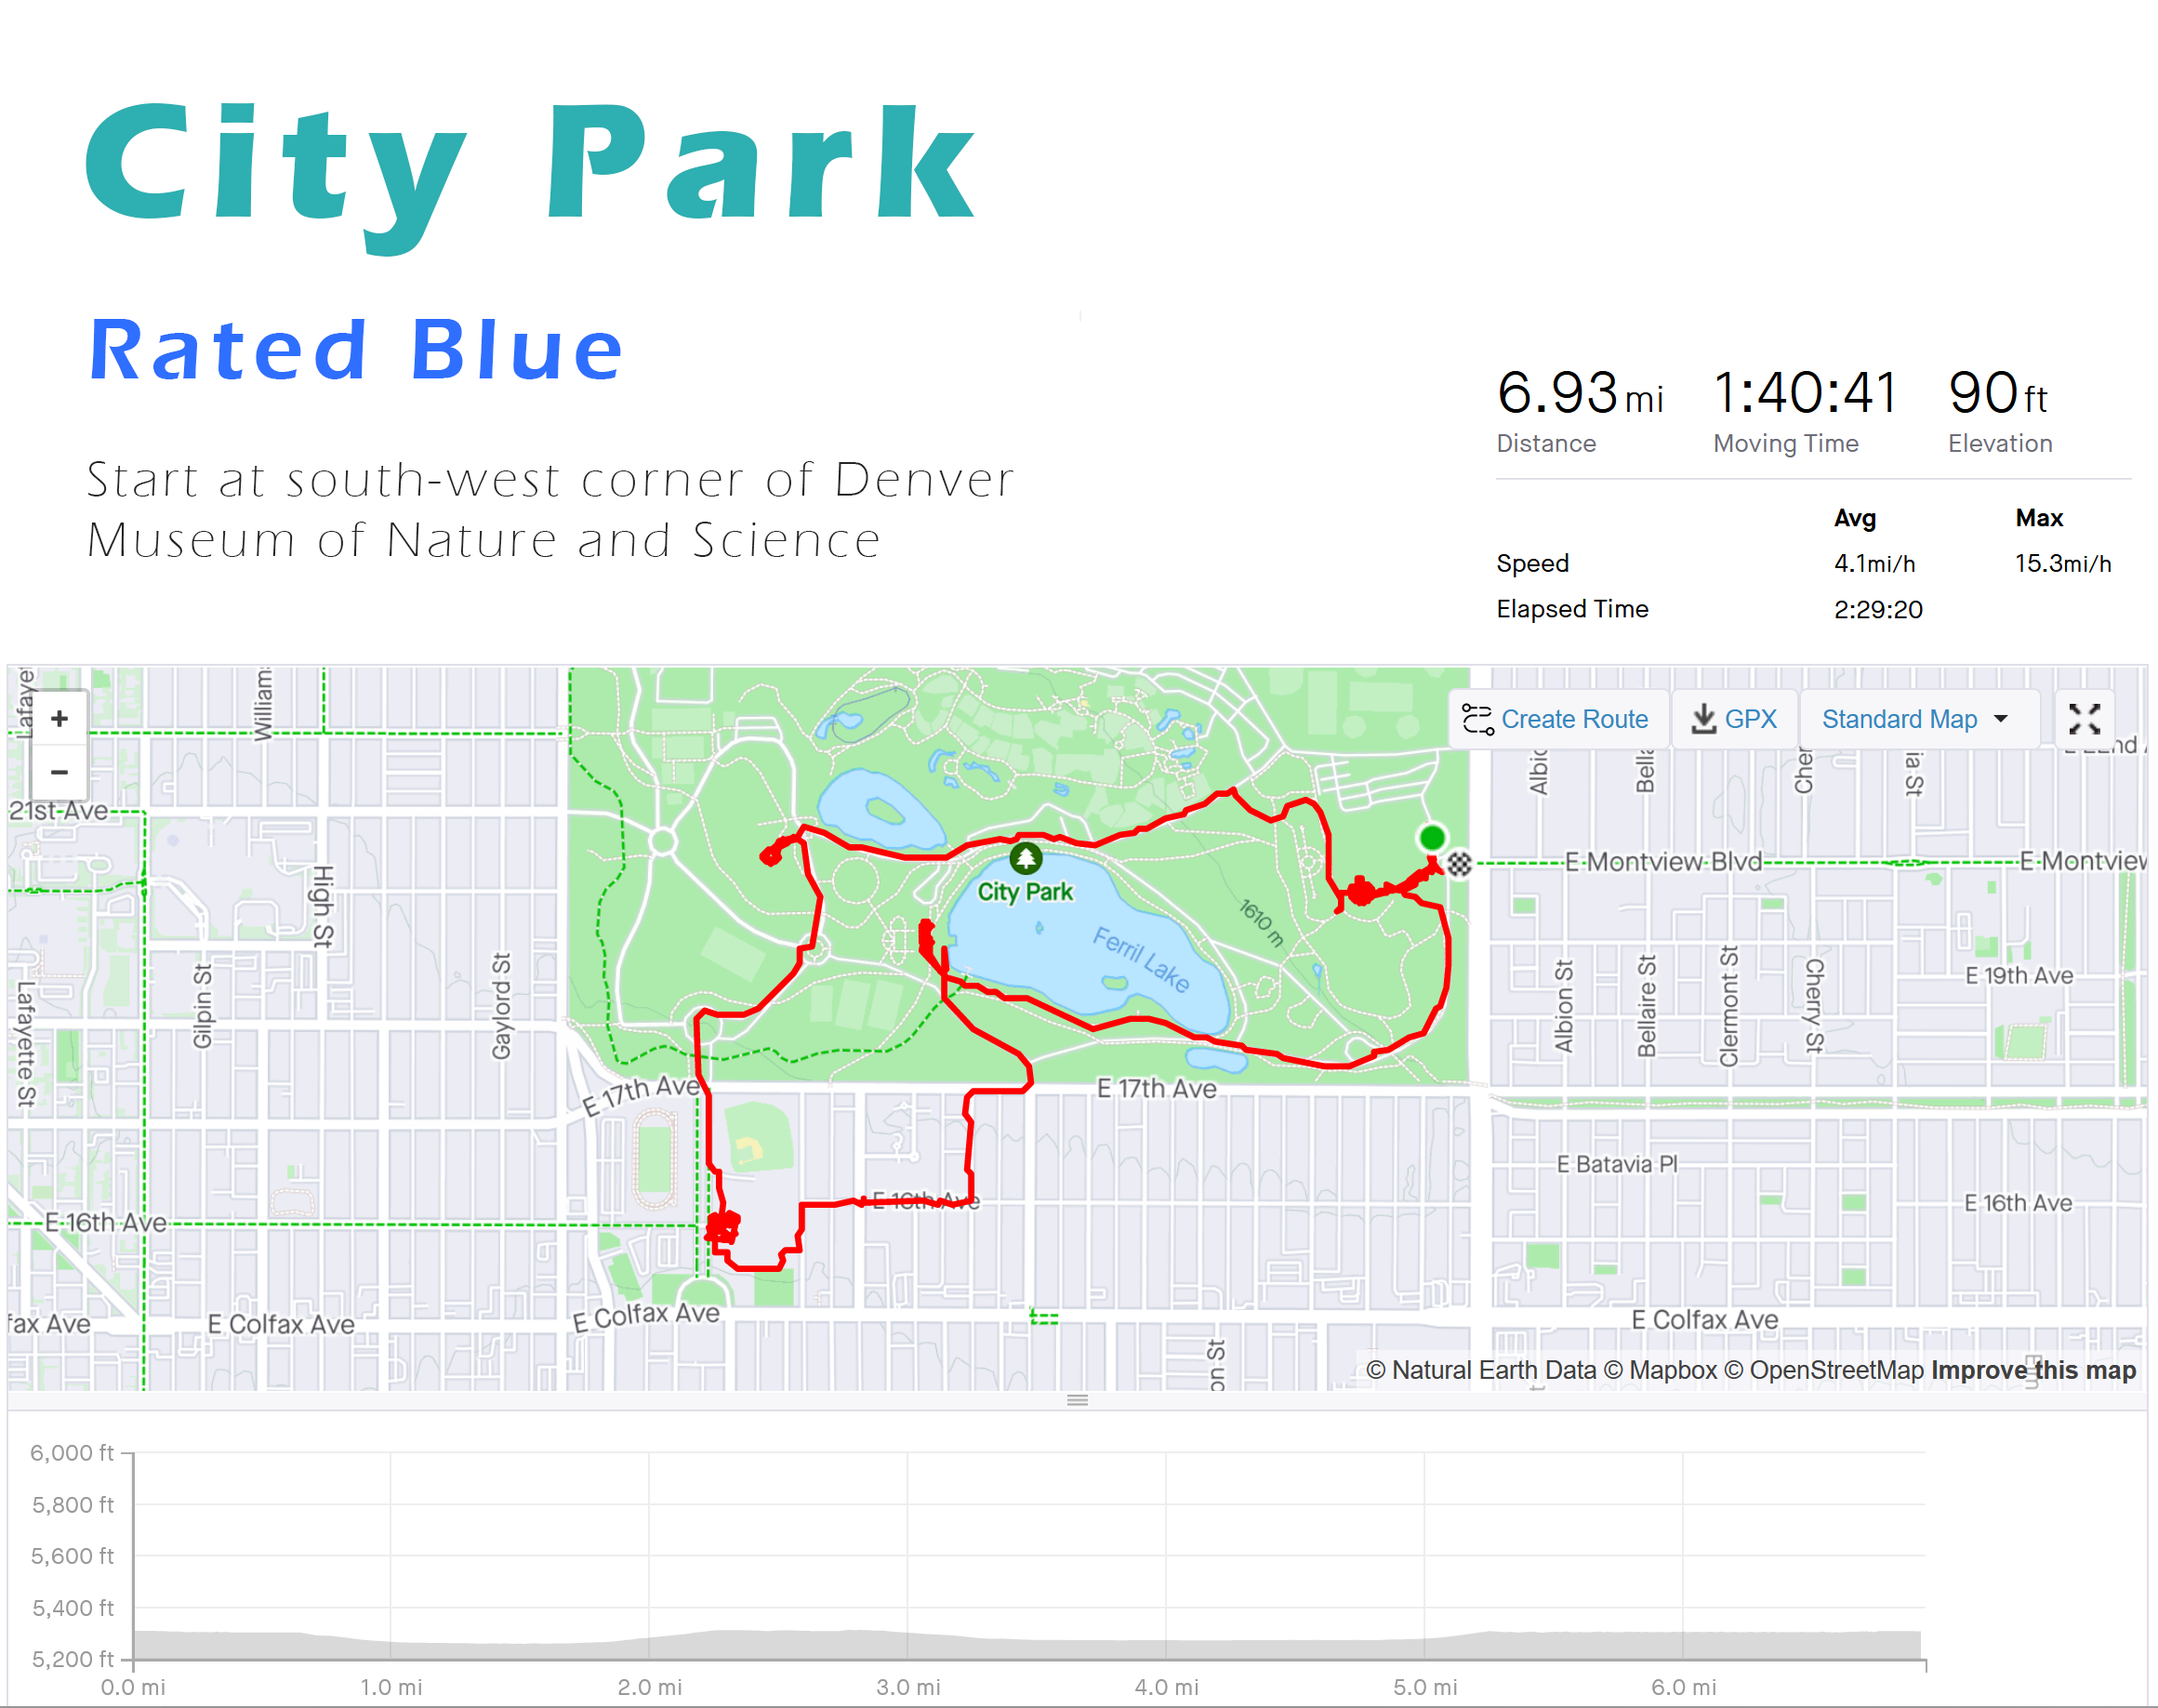 City Park
Rated Blue
Start at south-west corner of Denver
Museum of Nature and Science
6.93 mi 1:40:41 90 ft
Distance Moving Time Elevation
Avg Max
Speed 4.1mi/h 15.3mi/h
Elapsed Time 2:29:20
+
−
Create Route
GPX
Standard Map
William
21st Ave
High St
Gilpin St
Gaylord St
Lafayette St
City Park
Ferril Lake
1610 m
E Montview Blvd
E Montview
ia St
E 19th Ave
Albion St
Bellaire St
Clermont St
Cherry St
E 17th Ave
E 17th Ave
E Batavia Pl
E 16th Ave
E 16th Ave
E 16th Ave
fax Ave
E Colfax Ave
E Colfax Ave
E Colfax Ave
on St
© Natural Earth Data © Mapbox © OpenStreetMap Improve this map
6,000 ft
5,800 ft
5,600 ft
5,400 ft
5,200 ft
0.0 mi 1.0 mi 2.0 mi 3.0 mi 4.0 mi 5.0 mi 6.0 mi